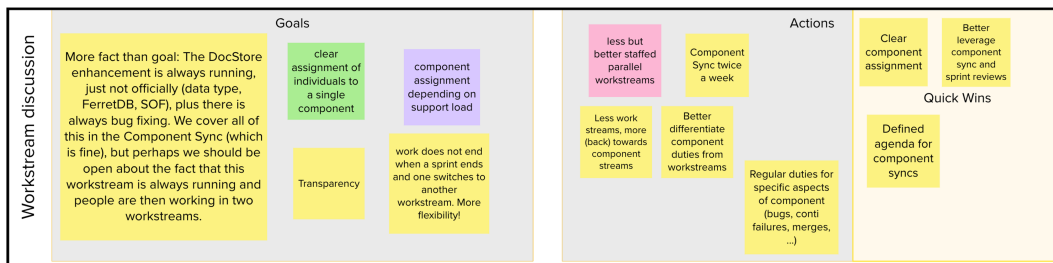 Workstream discussion
Goals
More fact than goal: The DocStore
enhancement is always running,
just not officially (data type,
FerretDB, SOF), plus there is
always bug fixing. We cover all of
this in the Component Sync (which
is fine), but perhaps we should be
open about the fact that this
workstream is always running and
people are then working in two
workstreams.
clear
assignment of
individuals to
a single
component
component
assignment
depending on
support load
Transparency
work does not end
when a sprint ends
and one switches to
another
workstream. More
flexibility!
Actions
less but
better staffed
parallel
workstreams
Component
Sync twice
a week
Less work
streams, more
(back) towards
component
streams
Better
differentiate
component
duties from
workstreams
Regular duties for
specific aspects
of component
(bugs, conti
failures, merges,
...)
Clear
component
assignment
Better
leverage
component
sync and
sprint reviews
Quick Wins
Defined
agenda for
component
syncs